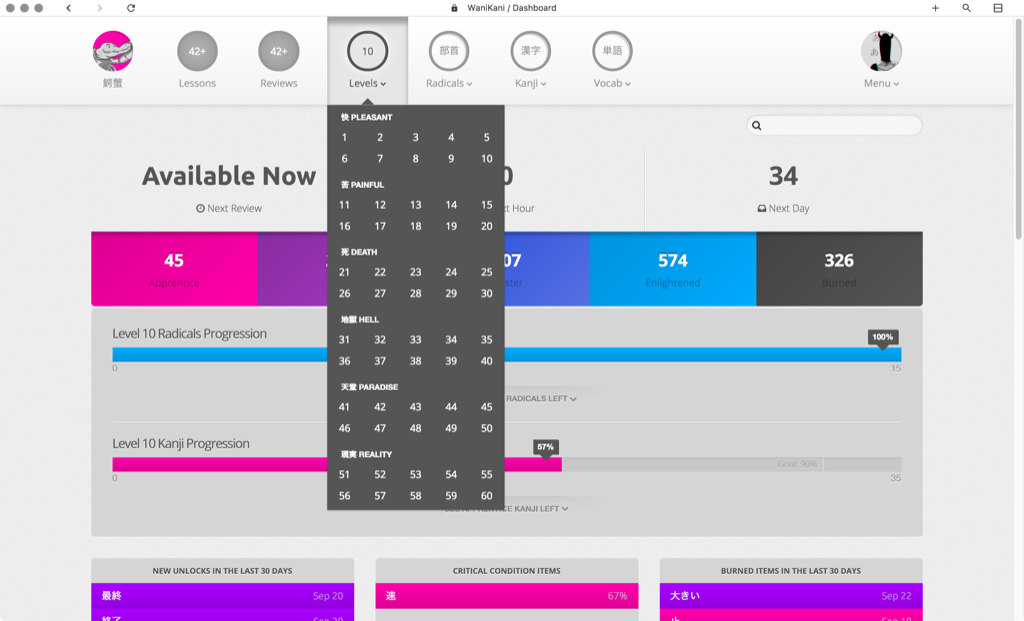 WaniKani / Dashboard
42+
42+
10
部首
漢字
単語
あ
鰐蟹
Lessons
Reviews
Levels
Radicals
Kanji
Vocab
Menu
快 PLEASANT
1 2 3 4 5
6 7 8 9 10
苦 PAINFUL
11 12 13 14 15
16 17 18 19 20
死 DEATH
21 22 23 24 25
26 27 28 29 30
地獄 HELL
31 32 33 34 35
36 37 38 39 40
天堂 PARADISE
41 42 43 44 45
46 47 48 49 50
現実 REALITY
51 52 53 54 55
56 57 58 59 60
Available Now
Next Review
0
t Hour
34
Next Day
45
Apprentice
07
ster
574
Enlightened
326
Burned
Level 10 Radicals Progression
100%
0 15
RADICALS LEFT
Level 10 Kanji Progression
57%
Goal: 90%
0 35
KANJI LEFT
NEW UNLOCKS IN THE LAST 30 DAYS
最終 Sep 20
終了 Sep 20
CRITICAL CONDITION ITEMS
速 67%
BURNED ITEMS IN THE LAST 30 DAYS
大きい Sep 22
止 Sep 19